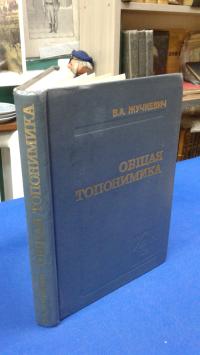 В.А. ЖУЧКЕВИЧ
ОБЩАЯ
ТОПОНИМИКА
ОБЩАЯ ТОПОНИМИКА